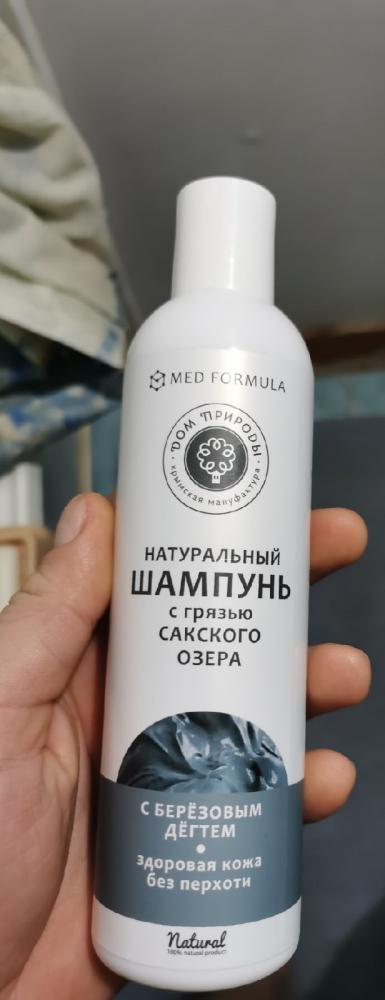 MED FORMULA
ДОМ ПРИРОДЫ
крымская мануфактура
НАТУРАЛЬНЫЙ
ШАМПУНЬ
с грязью
САКСКОГО
ОЗЕРА
С БЕРЁЗОВЫМ
ДЁГТЕМ
здоровая кожа
без перхоти
Natural
100% natural product